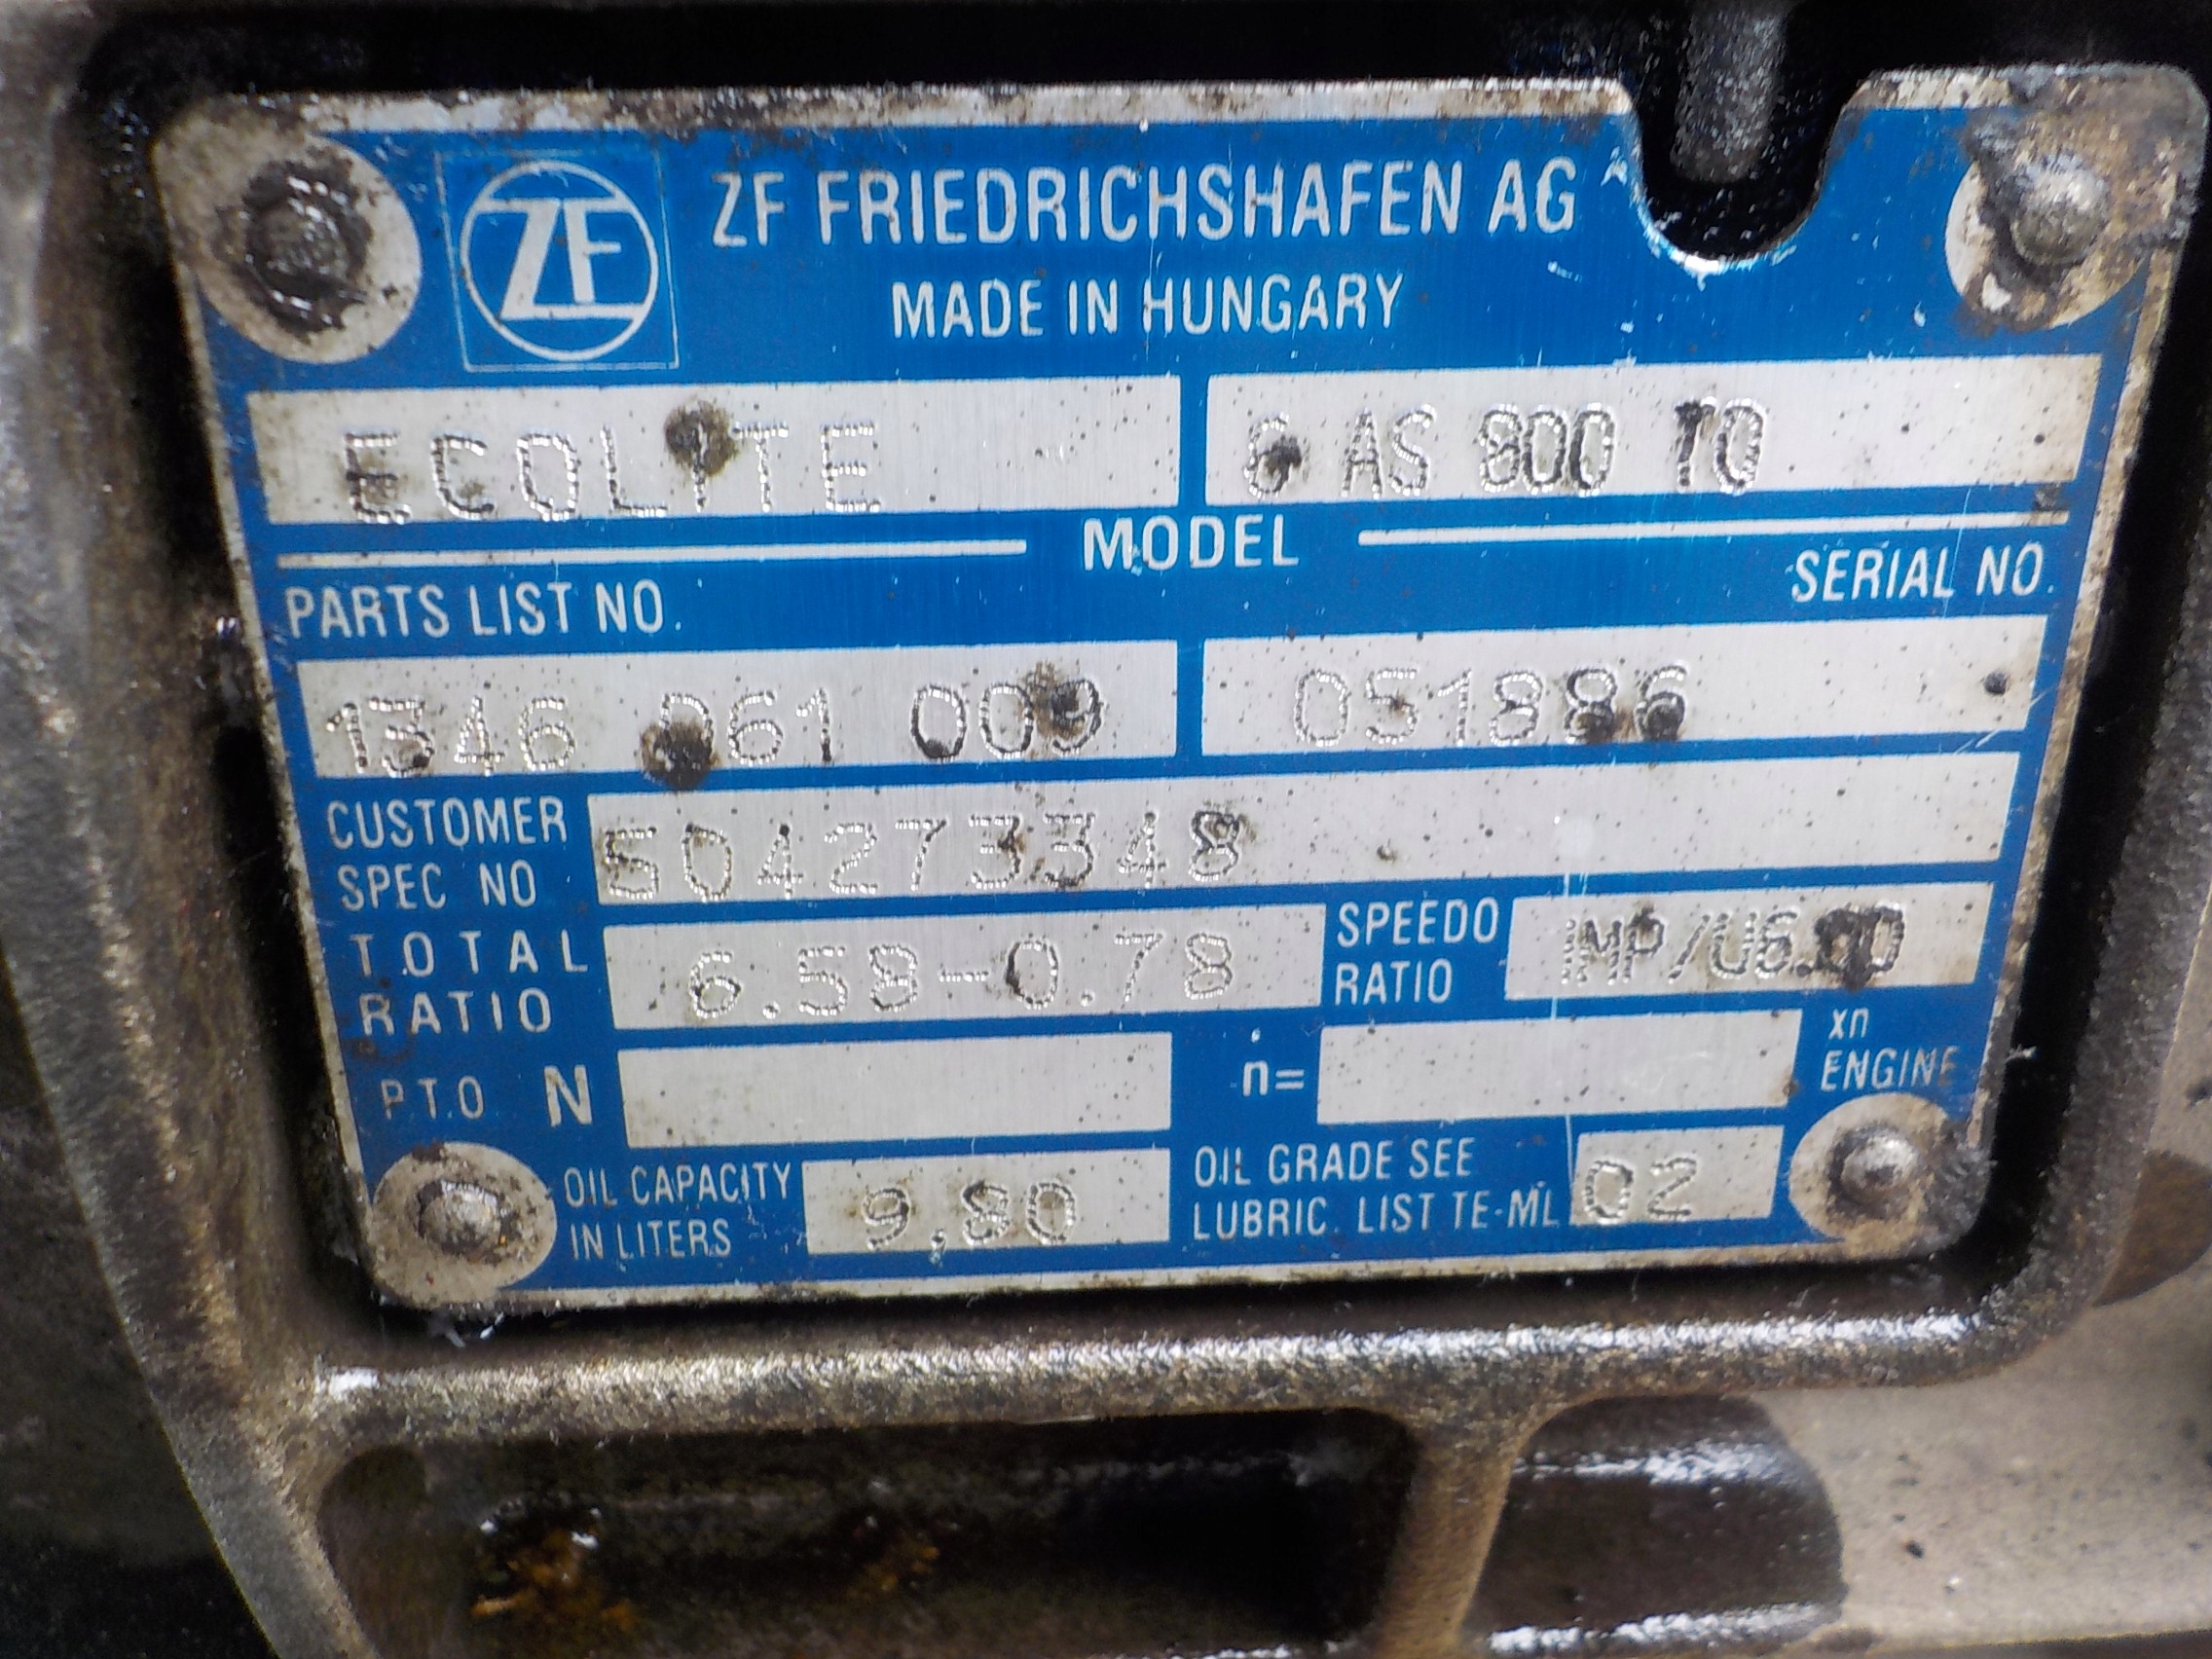 ZF ZF FRIEDRICHSHAFEN AG
MADE IN HUNGARY
ECOLITE 6 AS 800 TO
MODEL
PARTS LIST NO. SERIAL NO.
1346 061 009 051886
CUSTOMER SPEC NO 504273348
TOTAL RATIO 6.58-0.78 SPEEDO RATIO
P.T.O N n= xn ENGINE
OIL CAPACITY IN LITERS 9,80 OIL GRADE SEE LUBRIC. LIST TE-ML 02